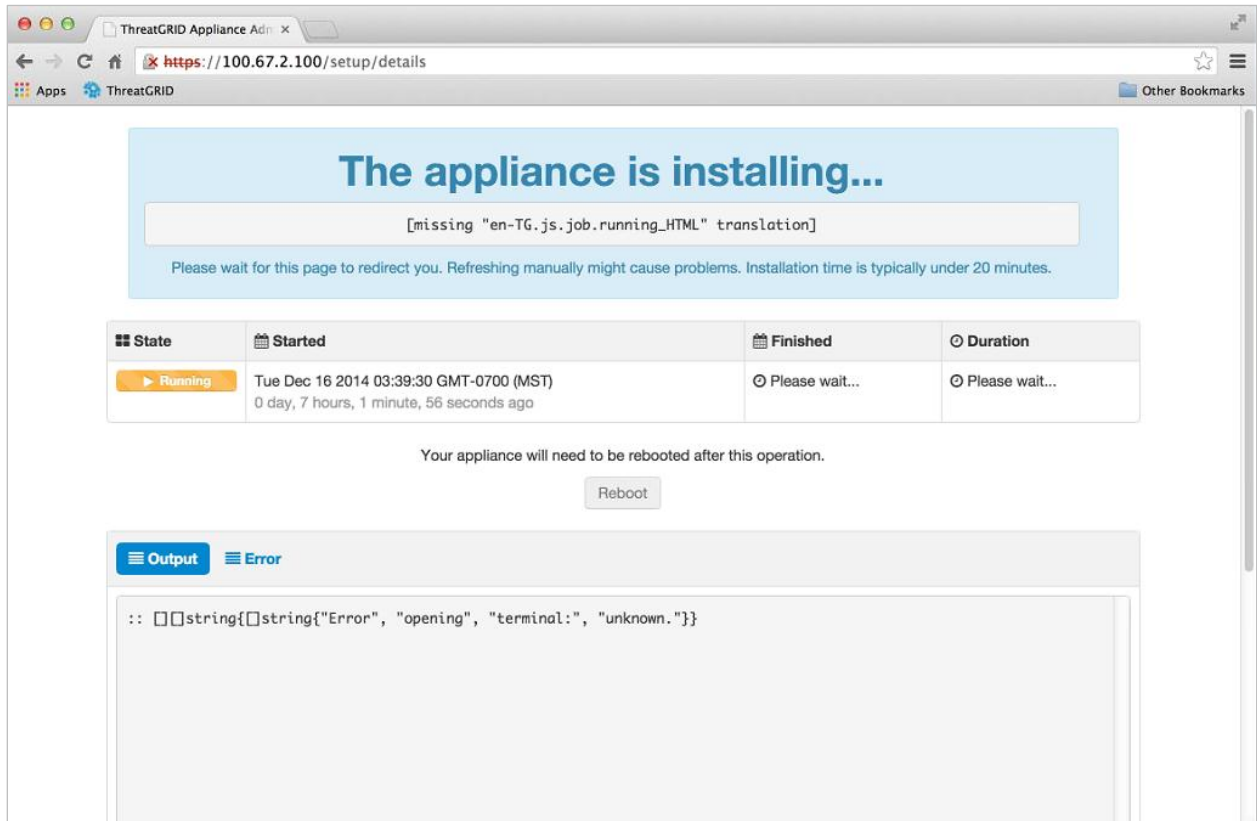 ThreatGRID Appliance Adm
https://100.67.2.100/setup/details
Apps ThreatGRID Other Bookmarks
The appliance is installing...
[missing "en-TG.js.job.running_HTML" translation]
Please wait for this page to redirect you. Refreshing manually might cause problems. Installation time is typically under 20 minutes.
State Started Finished Duration
Running Tue Dec 16 2014 03:39:30 GMT-0700 (MST) Please wait... Please wait...
0 day, 7 hours, 1 minute, 56 seconds ago
Your appliance will need to be rebooted after this operation.
Reboot
Output Error
:: [][]string{[]string{"Error", "opening", "terminal:", "unknown."}}